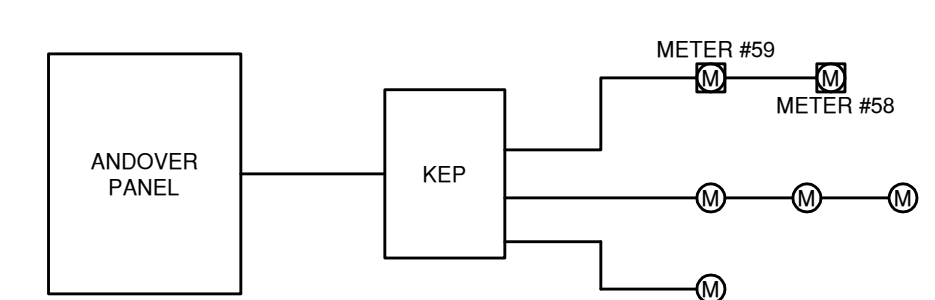 METER #59
M M
METER #58
ANDOVER
PANEL
KEP
M M M
M